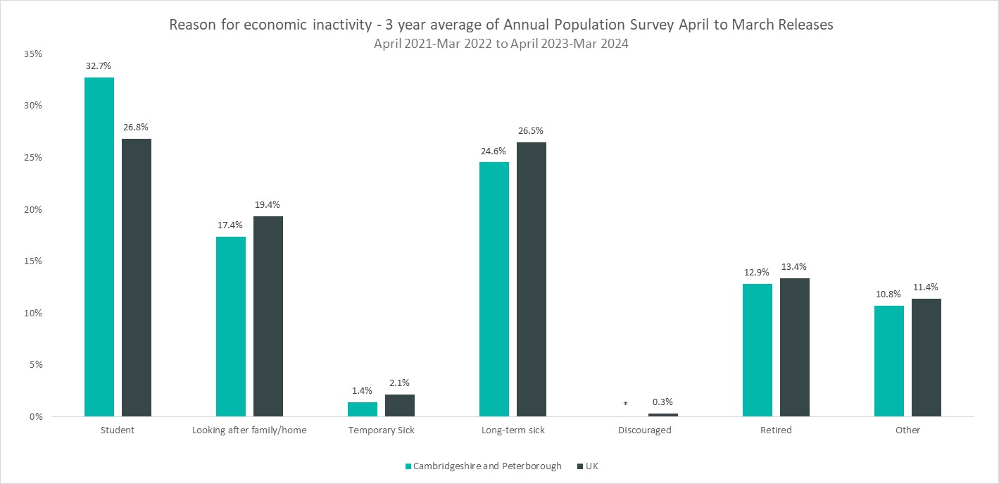 Reason for economic inactivity - 3 year average of Annual Population Survey April to March Releases
April 2021-Mar 2022 to April 2023-Mar 2024
35%
30%
25%
20%
15%
10%
5%
0%
32.7%
26.8%
17.4%
19.4%
1.4%
2.1%
24.6%
26.5%
*
0.3%
12.9%
13.4%
10.8%
11.4%
Student
Looking after family/home
Temporary Sick
Long-term sick
Discouraged
Retired
Other
Cambridgeshire and Peterborough
UK